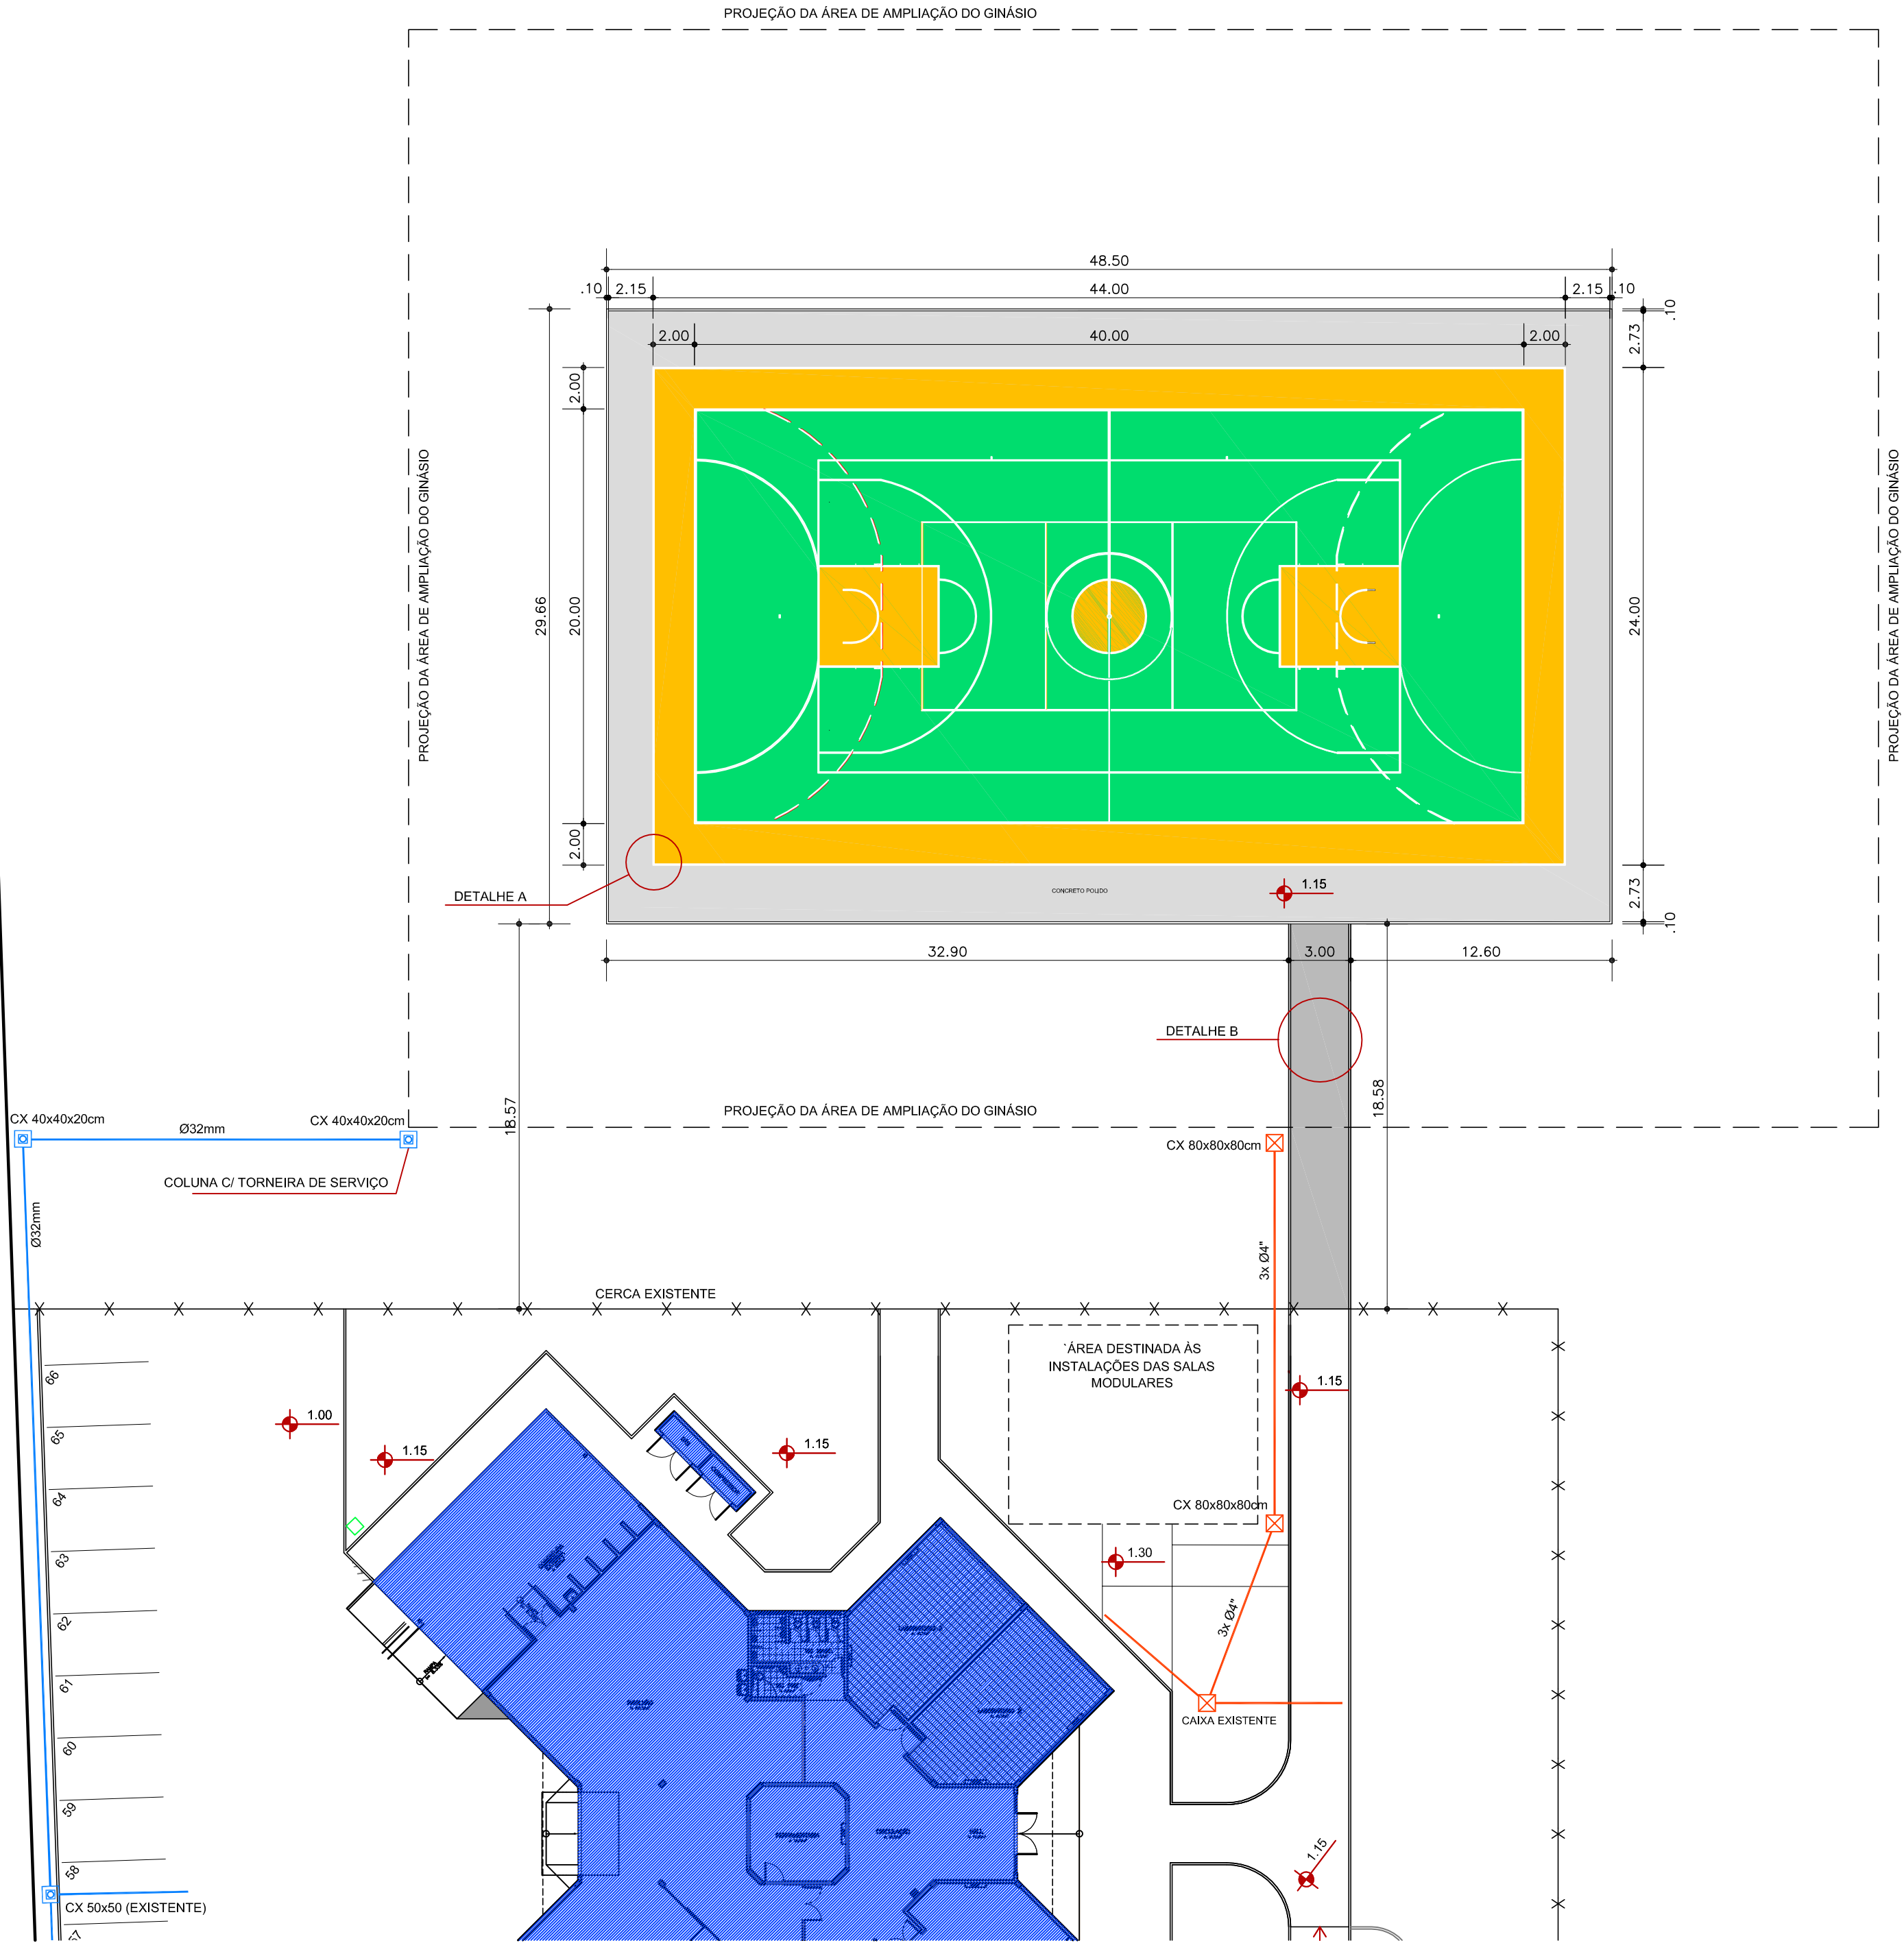 PROJEÇÃO DA ÁREA DE AMPLIAÇÃO DO GINÁSIO
48.50
.10
2.15
44.00
2.15
.10
.10
2.00
40.00
2.00
2.73
2.00
PROJEÇÃO DA ÁREA DE AMPLIAÇÃO DO GINÁSIO
PROJEÇÃO DA ÁREA DE AMPLIAÇÃO DO GINÁSIO
29.66
20.00
24.00
2.00
DETALHE A
CONCRETO POLIDO
1.15
2.73
.10
32.90
3.00
12.60
DETALHE B
18.57
18.58
PROJEÇÃO DA ÁREA DE AMPLIAÇÃO DO GINÁSIO
CX 40x40x20cm
Ø32mm
CX 40x40x20cm
CX 80x80x80cm
COLUNA C/ TORNEIRA DE SERVIÇO
Ø32mm
3x Ø4"
CERCA EXISTENTE
`ÁREA DESTINADA ÀS
INSTALAÇÕES DAS SALAS
MODULARES
66
1.15
1.00
65
1.15
1.15
64
CX 80x80x80cm
63
1.30
62
3x Ø4"
61
60
CAIXA EXISTENTE
59
58
1.15
CX 50x50 (EXISTENTE)
57